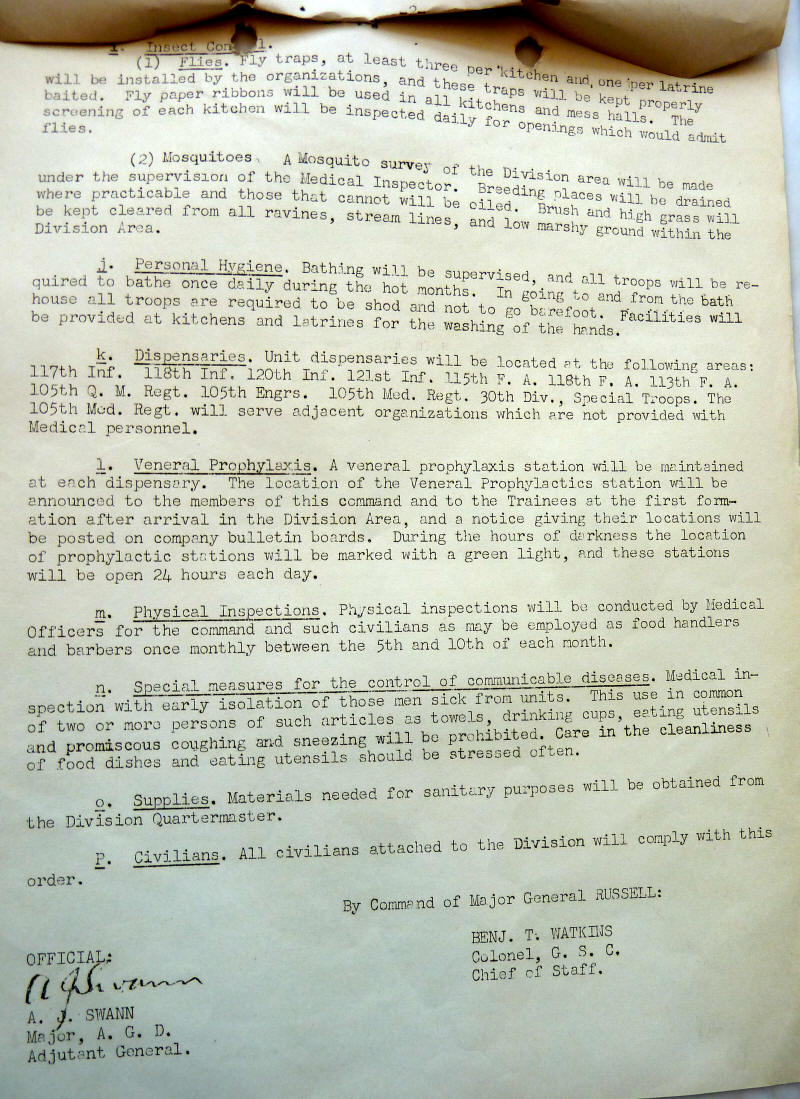 -2-
i. Insect Control.
(1) Flies. Fly traps, at least three per kitchen and one per latrine
will be installed by the organizations, and these traps will be kept properly
baited. Fly paper ribbons will be used in all kitchens and mess halls. The
screening of each kitchen will be inspected daily for openings which would admit
flies.
(2) Mosquitoes. A Mosquito survey of the Division area will be made
under the supervision of the Medical Inspector. Breeding places will be drained
where practicable and those that cannot will be oiled. Brush and high grass will
be kept cleared from all ravines, stream lines, and low marshy ground within the
Division Area.
j. Personal Hygiene. Bathing will be supervised, and all troops will be re-
quired to bathe once daily during the hot months. In going to and from the bath
house all troops are required to be shod and not to go barefoot. Facilities will
be provided at kitchens and latrines for the washing of the hands.
k. Dispensaries. Unit dispensaries will be located at the following areas:
117th Inf. 118th Inf. 120th Inf. 121st Inf. 115th F. A. 118th F. A. 113th F. A.
105th Q. M. Regt. 105th Engrs. 105th Med. Regt. 30th Div., Special Troops. The
105th Med. Regt. will serve adjacent organizations which are not provided with
Medical personnel.
l. Veneral Prophylaxis. A veneral prophylaxis station will be maintained
at each dispensary. The location of the Veneral Prophylactics station will be
announced to the members of this command and to the Trainees at the first form-
ation after arrival in the Division Area, and a notice giving their locations will
be posted on company bulletin boards. During the hours of darkness the location
of prophylactic stations will be marked with a green light, and these stations
will be open 24 hours each day.
m. Physical Inspections. Physical inspections will be conducted by Medical
Officers for the command and such civilians as may be employed as food handlers
and barbers once monthly between the 5th and 10th of each month.
n. Special measures for the control of communicable diseases. Medical in-
spection with early isolation of those men sick from units. This use in common
of two or more persons of such articles as towels, drinking cups, eating utensils
and promiscous coughing and sneezing will be prohibited. Care in the cleanliness
of food dishes and eating utensils should be stressed often.
o. Supplies. Materials needed for sanitary purposes will be obtained from
the Division Quartermaster.
p. Civilians. All civilians attached to the Division will comply with this
order.
By Command of Major General RUSSELL:
BENJ. T. WATKINS
Colonel, G. S. C.
Chief of Staff.
OFFICIAL:
A J Swann
A. J. SWANN
Major, A. G. D.
Adjutant General.